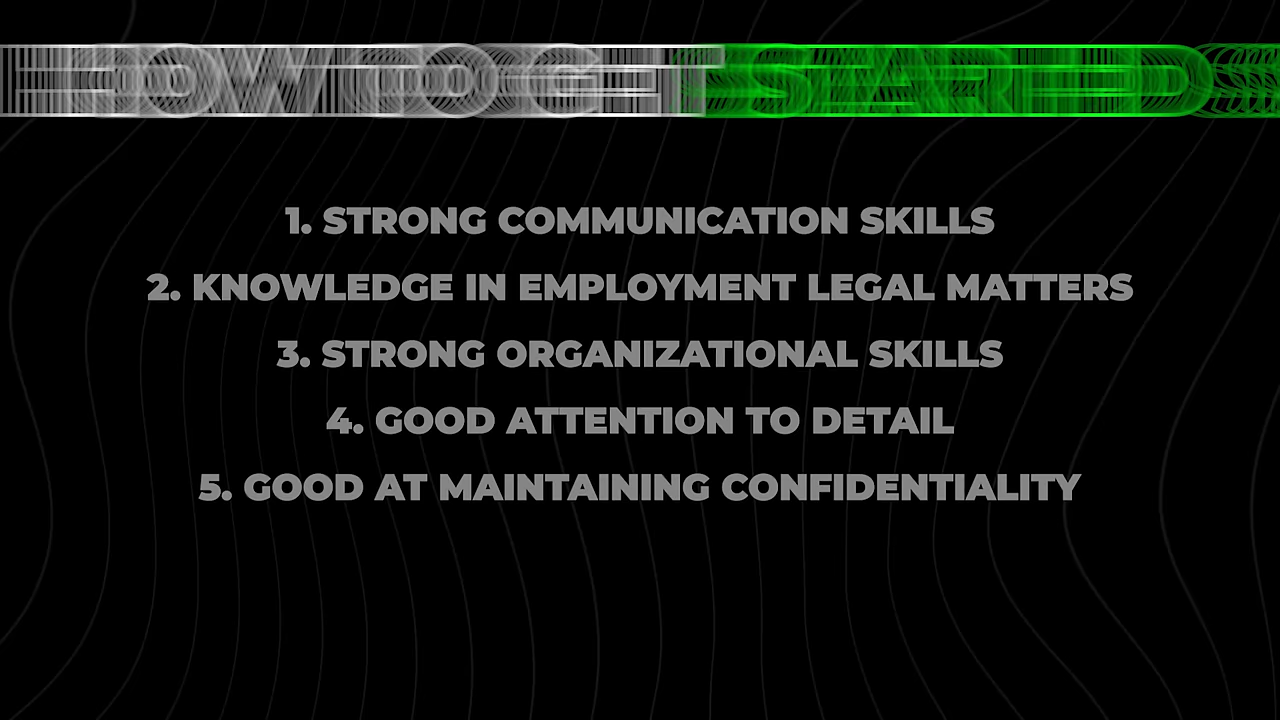 HOW TO GET STARTED
1. STRONG COMMUNICATION SKILLS
2. KNOWLEDGE IN EMPLOYMENT LEGAL MATTERS
3. STRONG ORGANIZATIONAL SKILLS
4. GOOD ATTENTION TO DETAIL
5. GOOD AT MAINTAINING CONFIDENTIALITY